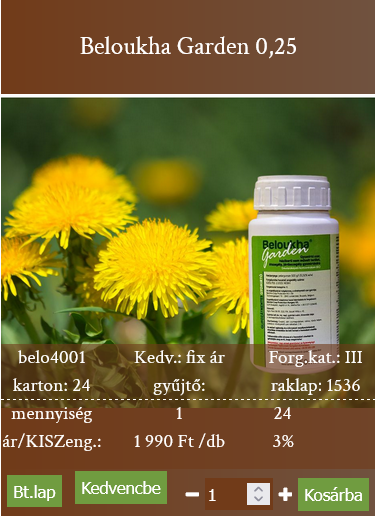 Beloukha Garden 0,25
Beloukha
Garden
belo4001 Kedv.: fix ár Forg.kat.: III
karton: 24 gyűjtő: raklap: 1536
mennyiség 1 24
ár/KISZeng.: 1 990 Ft /db 3%
Bt.lap Kedvencbe − 1 + Kosárba